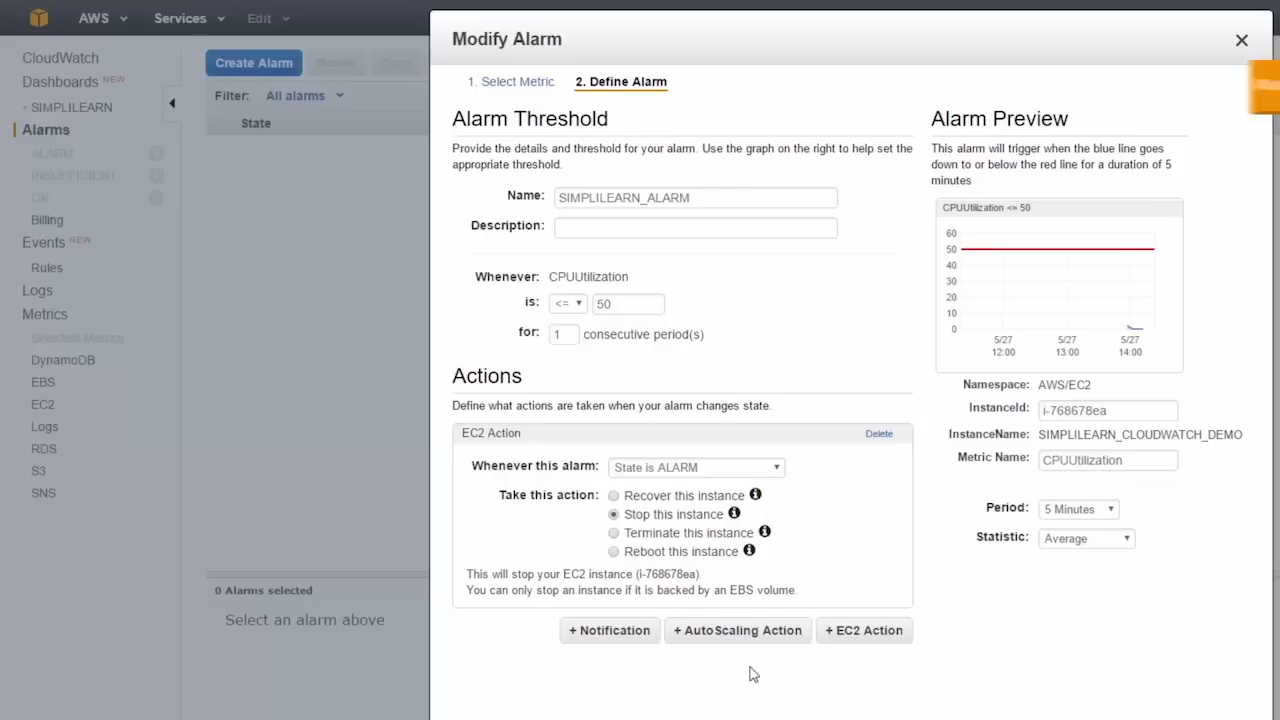 AWS
Services
Edit
CloudWatch
Dashboards NEW
SIMPLILEARN
Alarms
ALARM
INSUFFICIENT
OK
Billing
Events NEW
Rules
Logs
Metrics
Selected Metrics
DynamoDB
EBS
EC2
Logs
RDS
S3
SNS
Create Alarm
Filter: All alarms
State
0 Alarms selected
Select an alarm above
Modify Alarm
1. Select Metric
2. Define Alarm
Alarm Threshold
Provide the details and threshold for your alarm. Use the graph on the right to help set the
appropriate threshold.
Name: SIMPLILEARN_ALARM
Description:
Whenever: CPUUtilization
is: <= 50
for: 1 consecutive period(s)
Actions
Define what actions are taken when your alarm changes state.
EC2 Action Delete
Whenever this alarm: State is ALARM
Take this action: Recover this instance
Stop this instance
Terminate this instance
Reboot this instance
This will stop your EC2 instance (i-768678ea).
You can only stop an instance if it is backed by an EBS volume.
+ Notification
+ AutoScaling Action
+ EC2 Action
Alarm Preview
This alarm will trigger when the blue line goes
down to or below the red line for a duration of 5
minutes
CPUUtilization <= 50
60
50
40
30
20
10
0
5/27 5/27 5/27
12:00 13:00 14:00
Namespace: AWS/EC2
InstanceId: i-768678ea
InstanceName: SIMPLILEARN_CLOUDWATCH_DEMO
Metric Name: CPUUtilization
Period: 5 Minutes
Statistic: Average